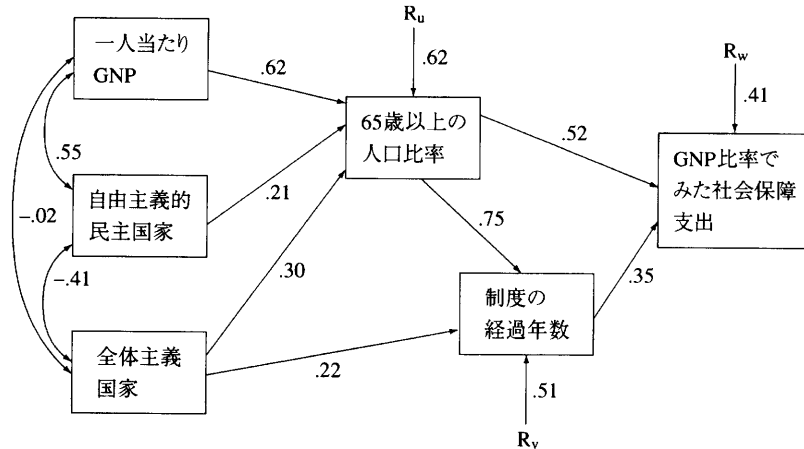 一人当たり
GNP
.62
R_u
.62
R_w
.41
65歳以上の
人口比率
.52
GNP比率で
みた社会保障
支出
.55
自由主義的
民主国家
.21
-.02
-.41
.30
.75
.35
制度の
経過年数
全体主義
国家
.22
.51
R_v